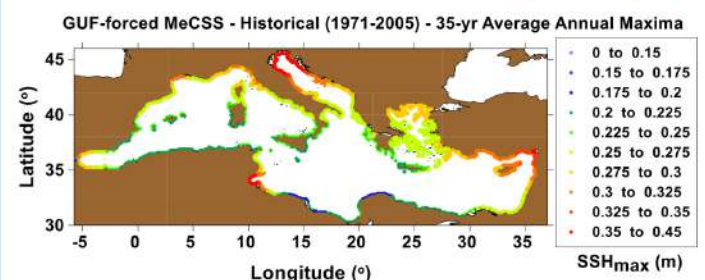 GUF-forced MeCSS - Historical (1971-2005) - 35-yr Average Annual Maxima
45
40
35
30
Latitude (º)
-5 0 5 10 15 20 25 30 35
Longitude (º)
0 to 0.15
0.15 to 0.175
0.175 to 0.2
0.2 to 0.225
0.225 to 0.25
0.25 to 0.275
0.275 to 0.3
0.3 to 0.325
0.325 to 0.35
0.35 to 0.45
SSHmax (m)